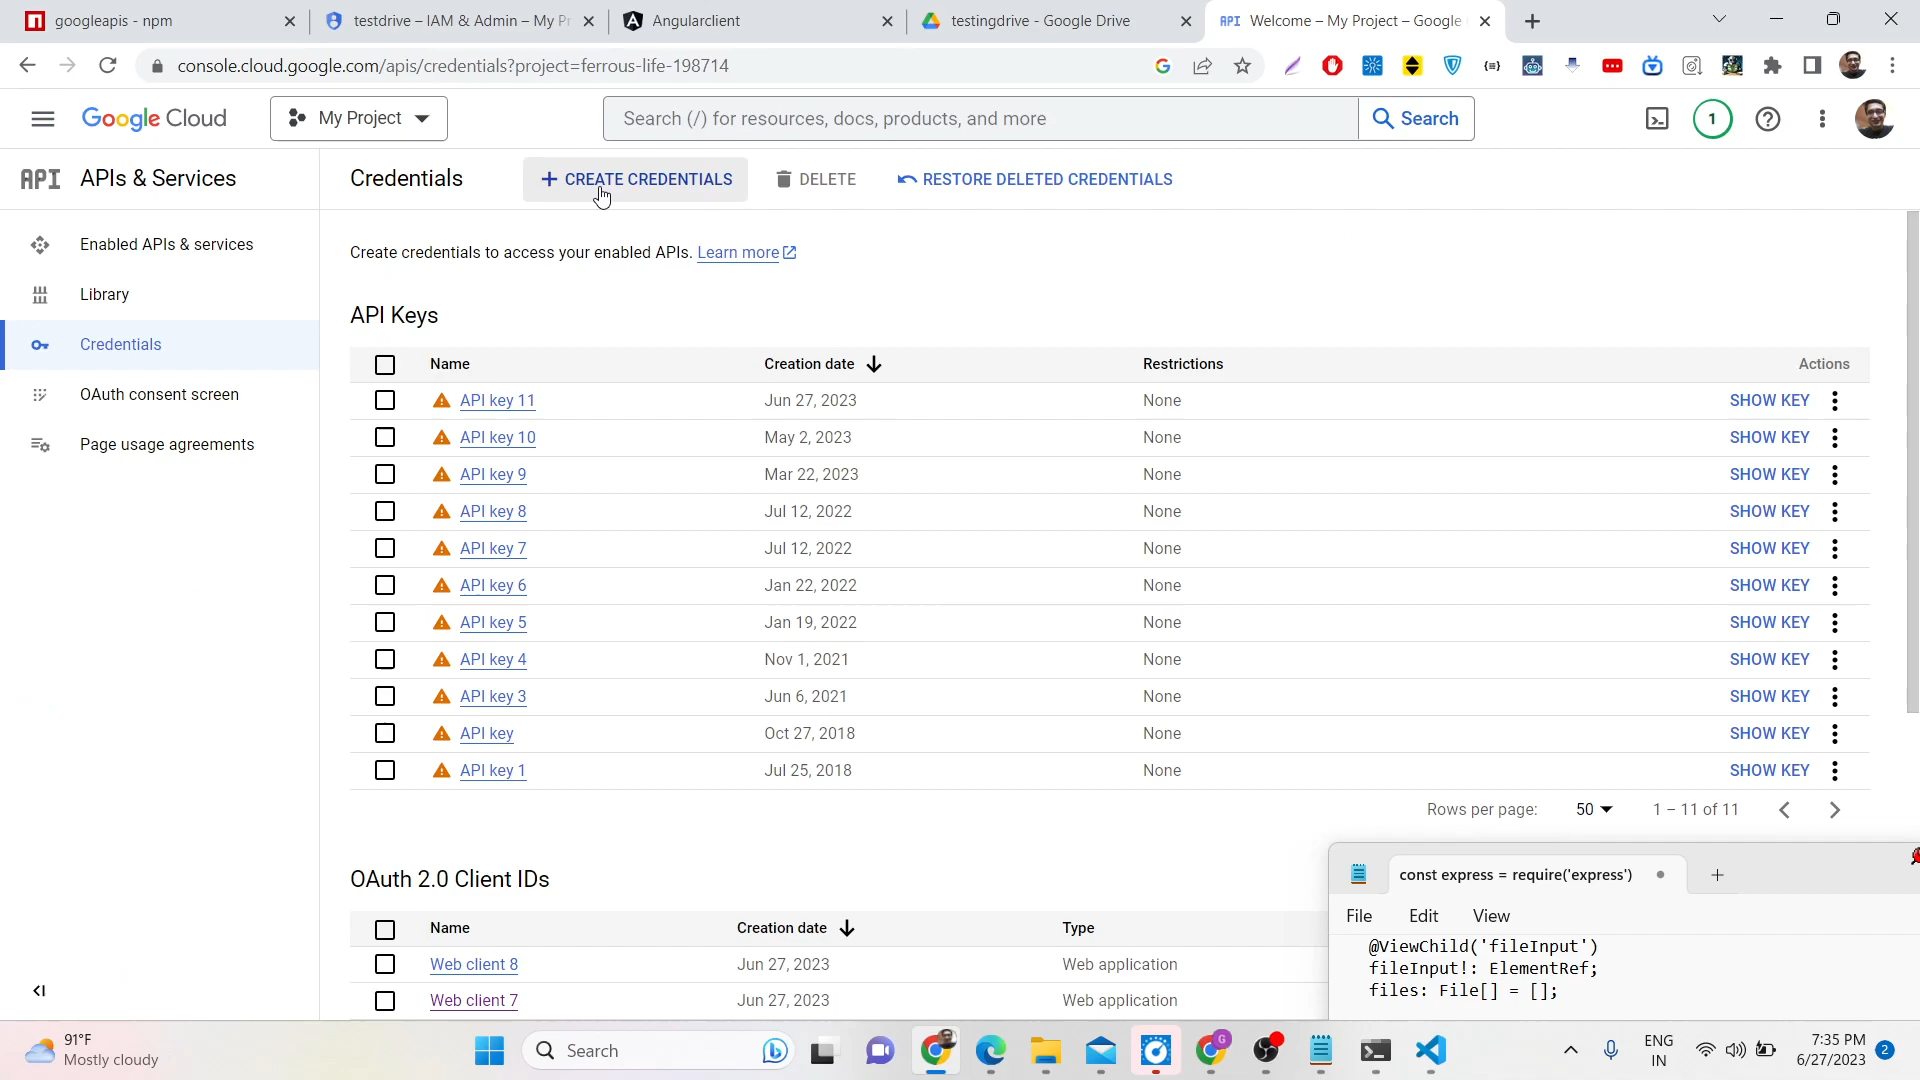 googleapis - npm
testdrive – IAM & Admin – My Pr
Angularclient
testingdrive - Google Drive
API Welcome – My Project – Google
console.cloud.google.com/apis/credentials?project=ferrous-life-198714
Google Cloud
My Project
Search (/) for resources, docs, products, and more
Search
1
API APIs & Services
Credentials
+ CREATE CREDENTIALS
DELETE
RESTORE DELETED CREDENTIALS
Enabled APIs & services
Library
Credentials
OAuth consent screen
Page usage agreements
Create credentials to access your enabled APIs. Learn more
API Keys
Name Creation date Restrictions Actions
API key 11 Jun 27, 2023 None SHOW KEY
API key 10 May 2, 2023 None SHOW KEY
API key 9 Mar 22, 2023 None SHOW KEY
API key 8 Jul 12, 2022 None SHOW KEY
API key 7 Jul 12, 2022 None SHOW KEY
API key 6 Jan 22, 2022 None SHOW KEY
API key 5 Jan 19, 2022 None SHOW KEY
API key 4 Nov 1, 2021 None SHOW KEY
API key 3 Jun 6, 2021 None SHOW KEY
API key Oct 27, 2018 None SHOW KEY
API key 1 Jul 25, 2018 None SHOW KEY
Rows per page: 50 1 – 11 of 11
OAuth 2.0 Client IDs
Name Creation date Type
Web client 8 Jun 27, 2023 Web application
Web client 7 Jun 27, 2023 Web application
const express = require('express')
File Edit View
@ViewChild('fileInput')
fileInput!: ElementRef;
files: File[] = [];
91°F
Mostly cloudy
Search
G
ENG
IN
7:35 PM
6/27/2023
2